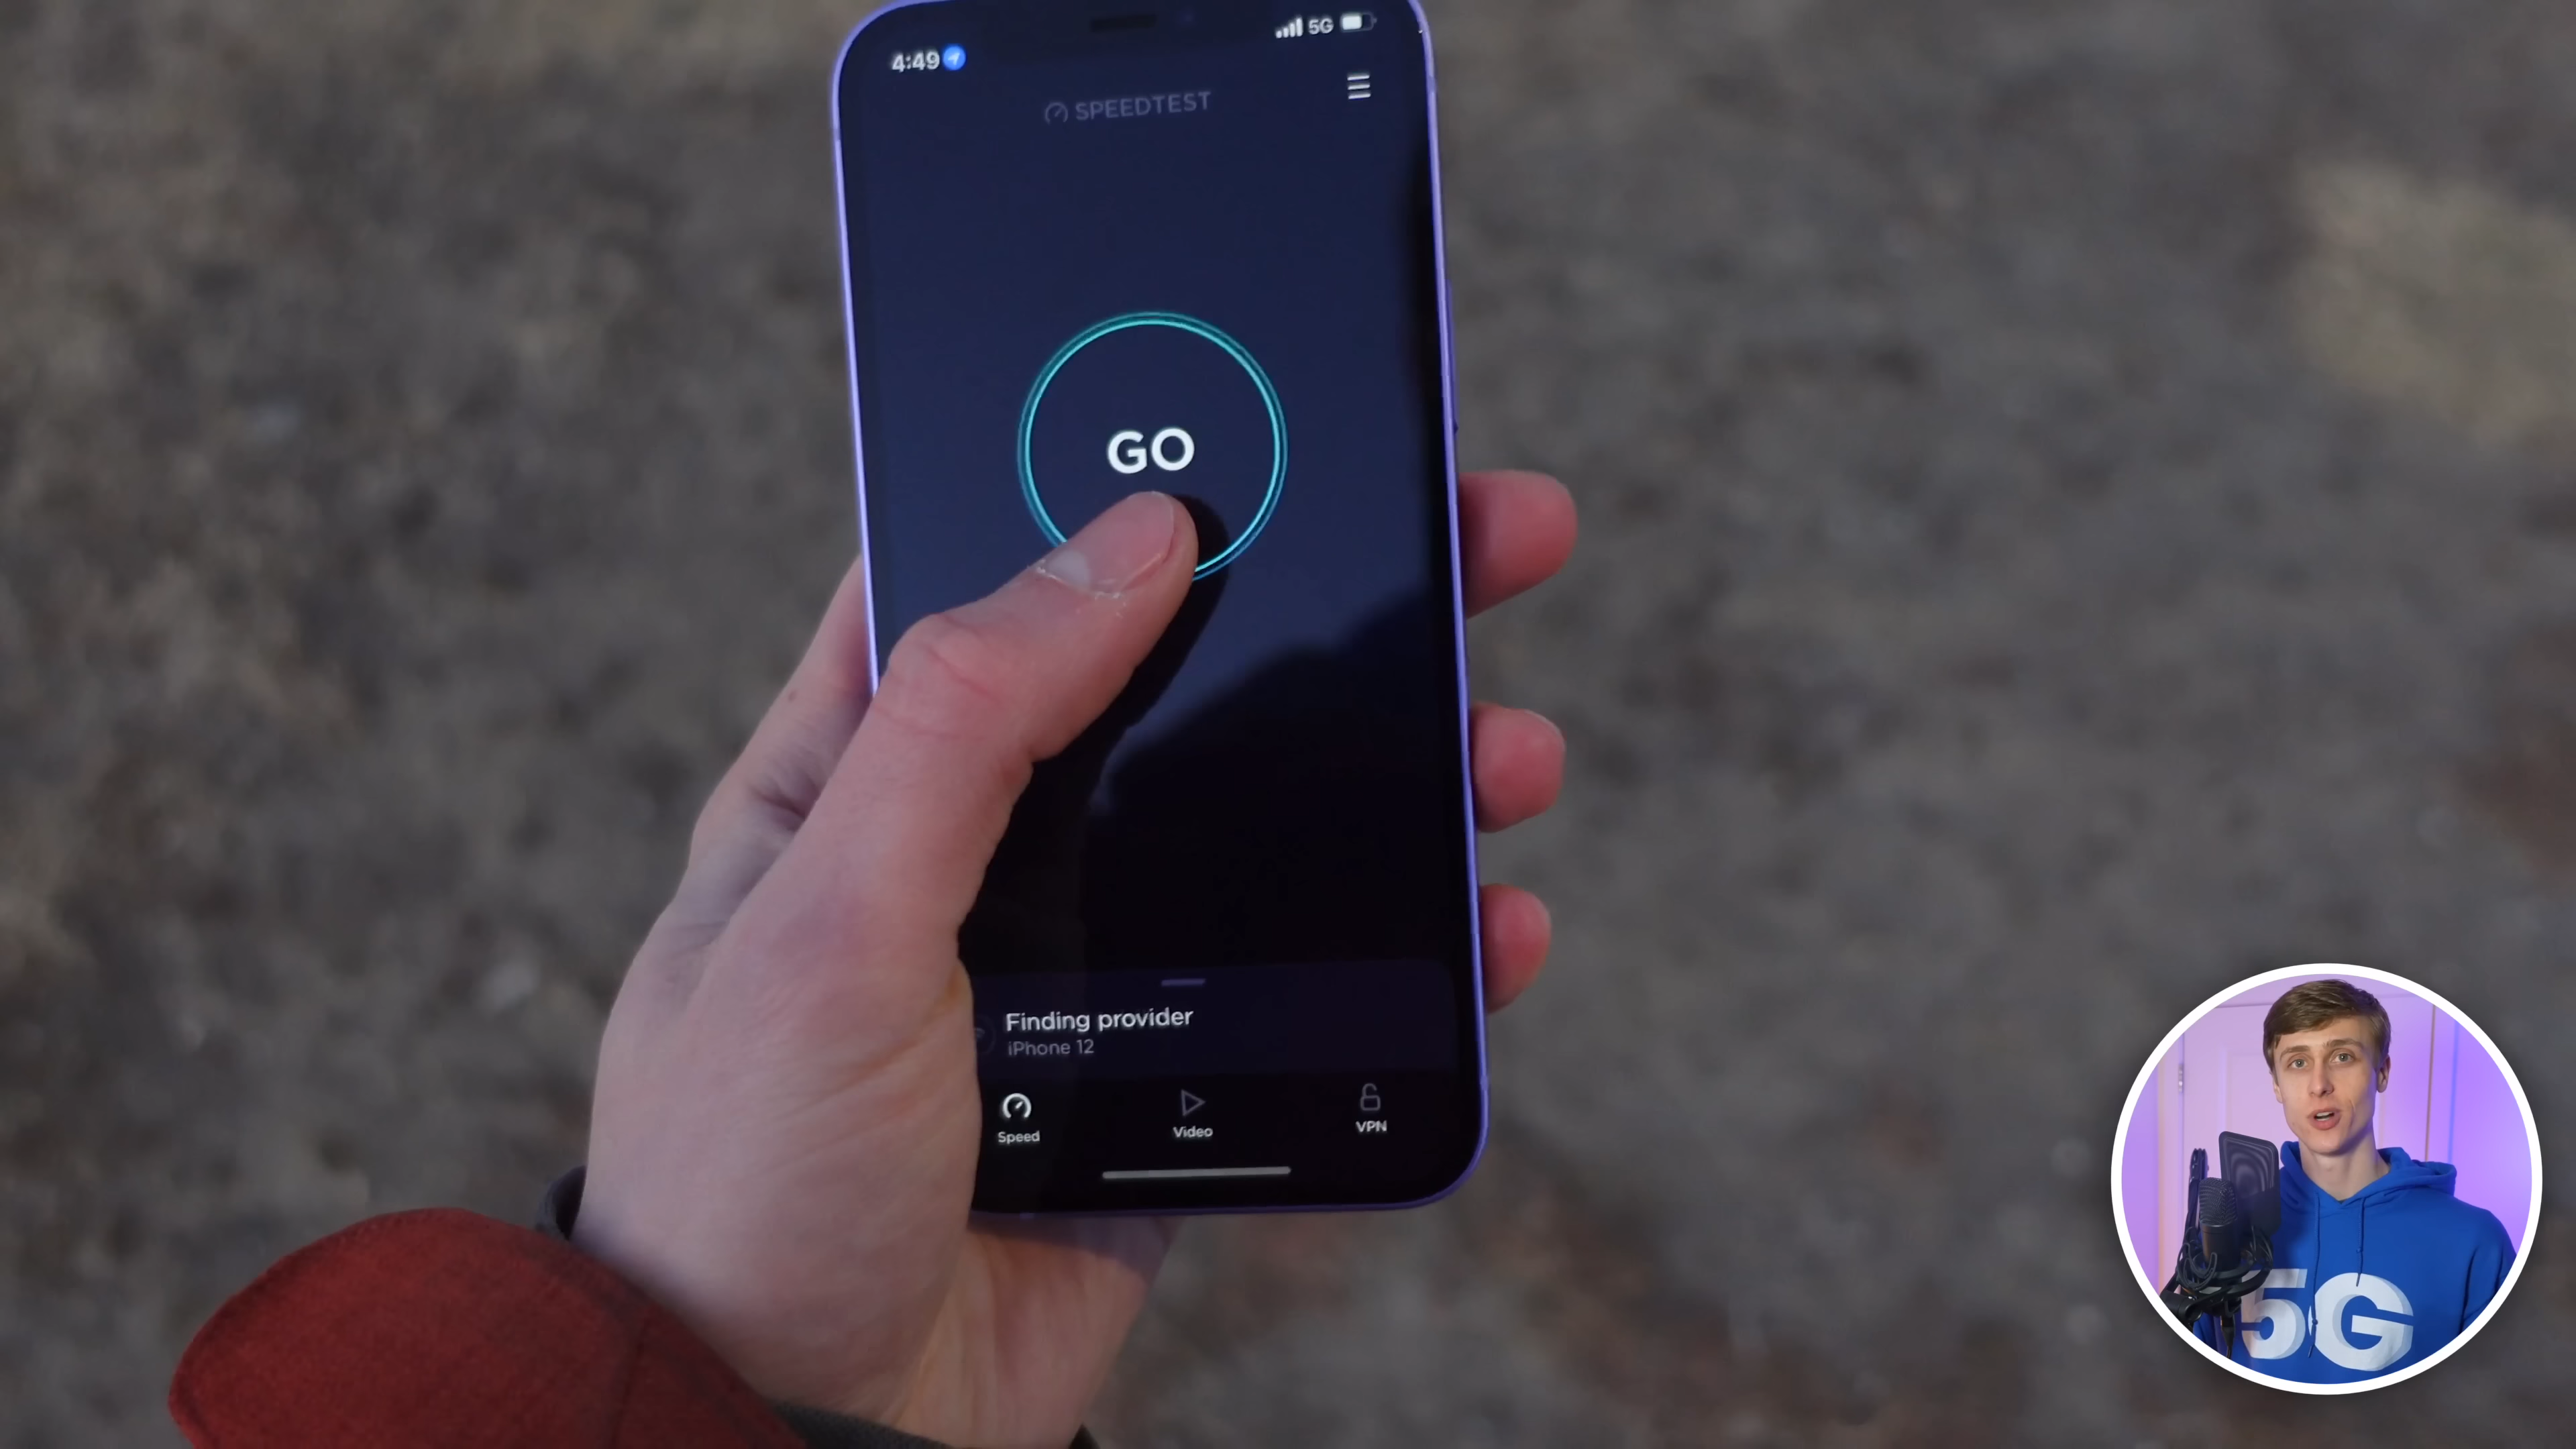 4:49
5G
SPEEDTEST
GO
Finding provider
iPhone 12
Speed
Video
VPN
5G